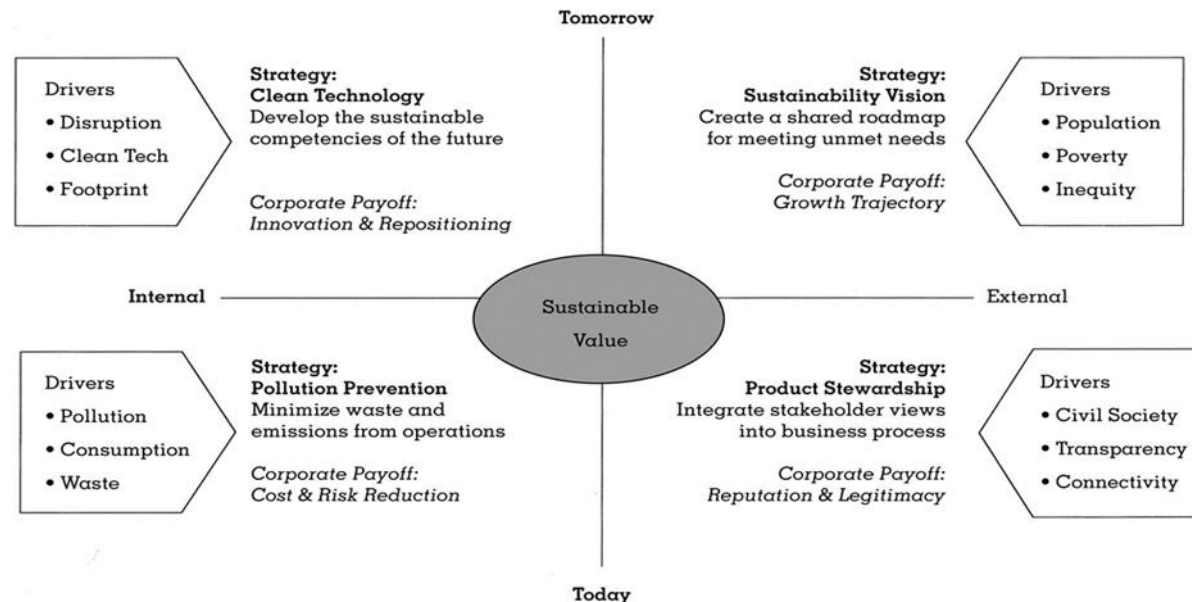 Tomorrow
Drivers
• Disruption
• Clean Tech
• Footprint
Strategy:
Clean Technology
Develop the sustainable
competencies of the future
Corporate Payoff:
Innovation & Repositioning
Strategy:
Sustainability Vision
Create a shared roadmap
for meeting unmet needs
Corporate Payoff:
Growth Trajectory
Drivers
• Population
• Poverty
• Inequity
Internal
Sustainable
Value
External
Drivers
• Pollution
• Consumption
• Waste
Strategy:
Pollution Prevention
Minimize waste and
emissions from operations
Corporate Payoff:
Cost & Risk Reduction
Strategy:
Product Stewardship
Integrate stakeholder views
into business process
Corporate Payoff:
Reputation & Legitimacy
Drivers
• Civil Society
• Transparency
• Connectivity
Today